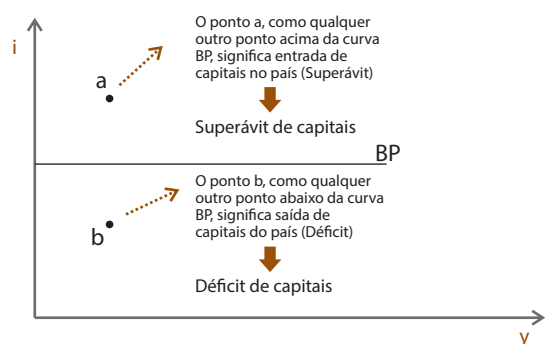 i
O ponto a, como qualquer
outro ponto acima da curva
BP, significa entrada de
capitais no país (Superávit)
a
Superávit de capitais
BP
O ponto b, como qualquer
outro ponto abaixo da curva
BP, significa saída de
capitais do país (Déficit)
b
Déficit de capitais
y